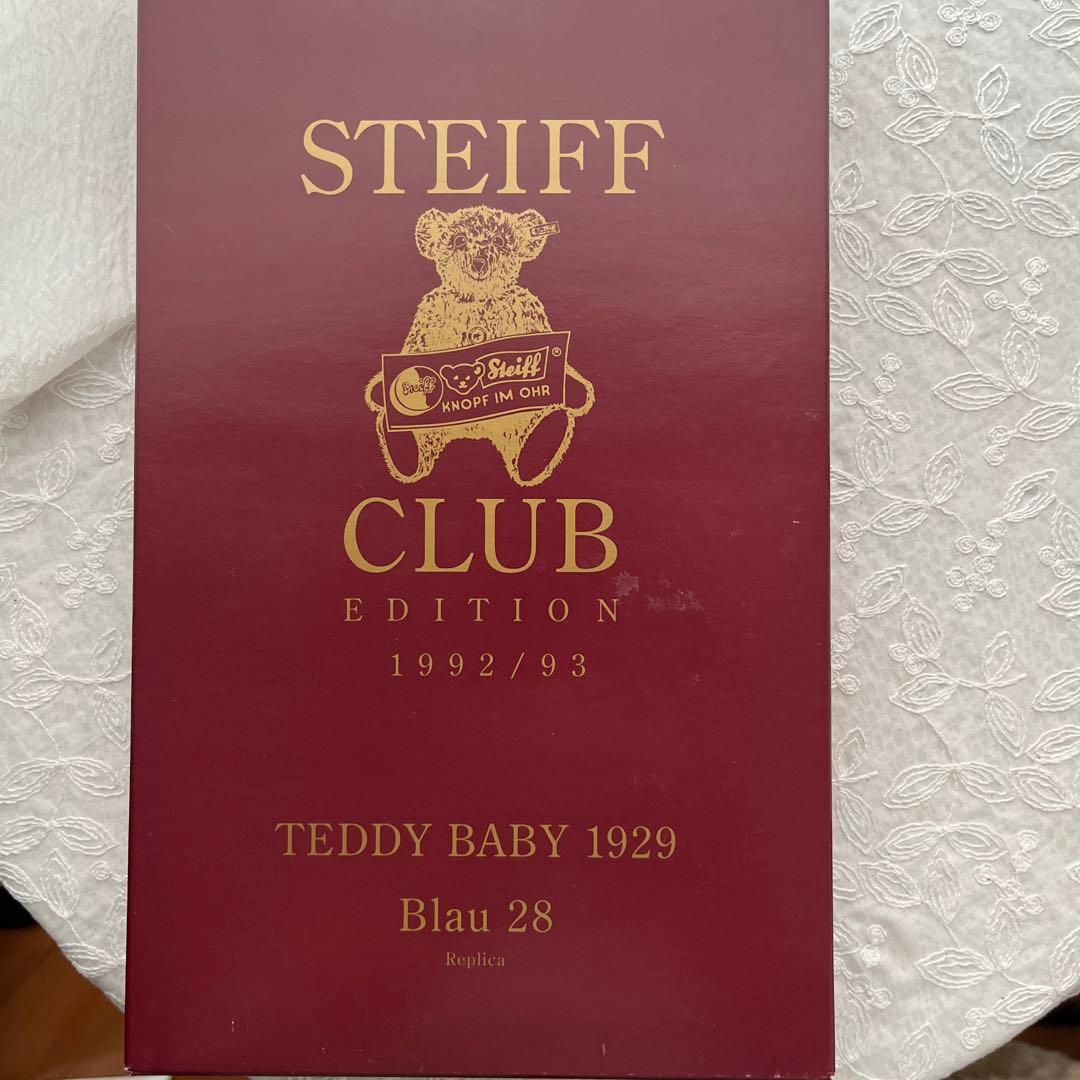 STEIFF
Steiff
Steiff ®
KNOPF IM OHR
CLUB
EDITION
1992/93
TEDDY BABY 1929
Blau 28
Replica